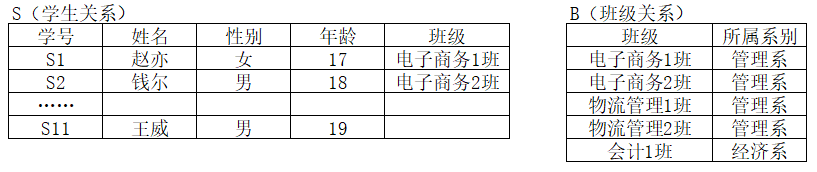 S（学生关系）
学号 姓名 性别 年龄 班级
S1 赵亦 女 17 电子商务1班
S2 钱尔 男 18 电子商务2班
……
S11 王威 男 19
B（班级关系）
班级 所属系别
电子商务1班 管理系
电子商务2班 管理系
物流管理1班 管理系
物流管理2班 管理系
会计1班 经济系